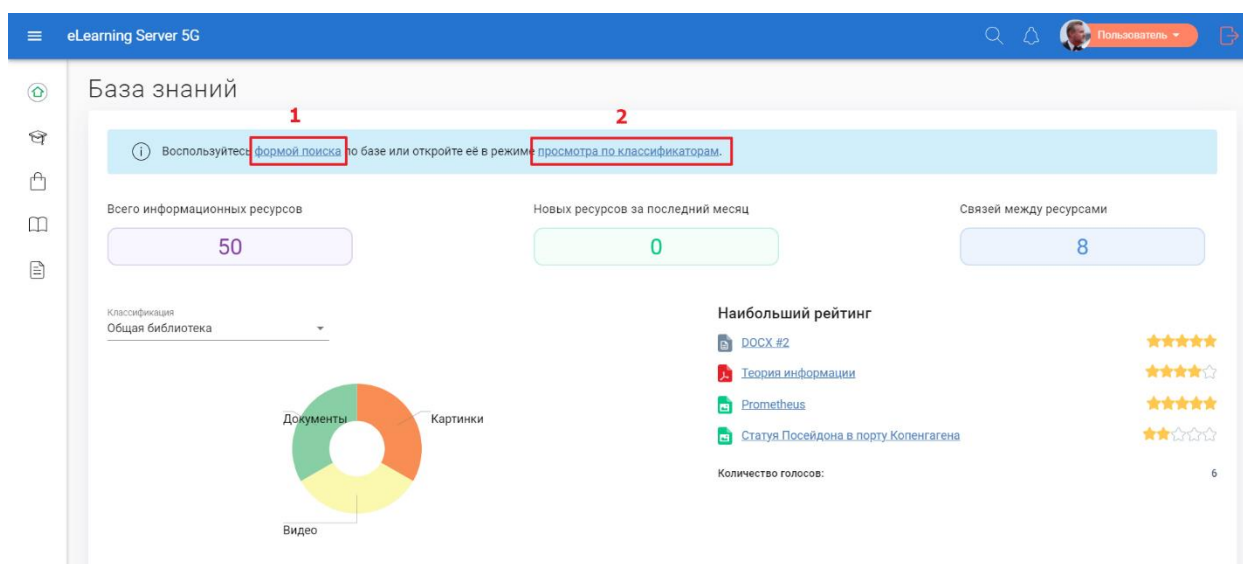 eLearning Server 5G
Пользователь
База знаний
1
2
Воспользуйтесь формой поиска по базе или откройте её в режиме просмотра по классификаторам.
Всего информационных ресурсов
Новых ресурсов за последний месяц
Связей между ресурсами
50
0
8
Классификация
Общая библиотека
Наибольший рейтинг
DOCX #2
Теория информации
Prometheus
Статуя Посейдона в порту Копенгагена
Количество голосов: 6
Документы
Картинки
Видео